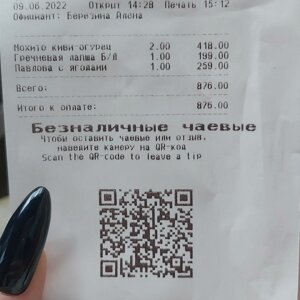 09.06.2022 Открыт 14:28 Печать 15:12
Официант: Березина Алена
Мохито киви огурец 2.00 418.00
Гречневая лапша Б/Д 1.00 199.00
Павлова с ягодами 1.00 259.00
Всего: 876.00
Итого к оплате: 876.00
Безналичные чаевые
Чтобы оставить чаевые или отзыв,
наведите камеру на QR-код
Scan the QR-code to leave a tip